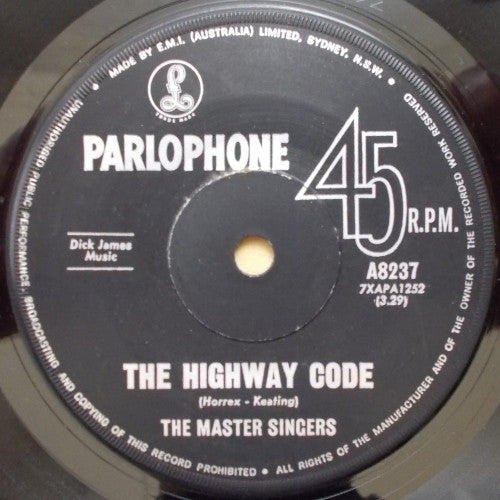 MADE BY E.M.I. (AUSTRALIA) LIMITED, SYDNEY, N.S.W. •
£
TRADE MARK
PARLOPHONE
45 R.P.M.
Dick James
Music
A8237
7XAPA1252
(3.29)
THE HIGHWAY CODE
(Horrex - Keating)
THE MASTER SINGERS
UNAUTHORISED PUBLIC PERFORMANCE, BROADCASTING AND COPYING OF THIS RECORD PROHIBITED • ALL RIGHTS OF THE MANUFACTURER AND OF THE OWNER OF THE RECORDED WORK RESERVED